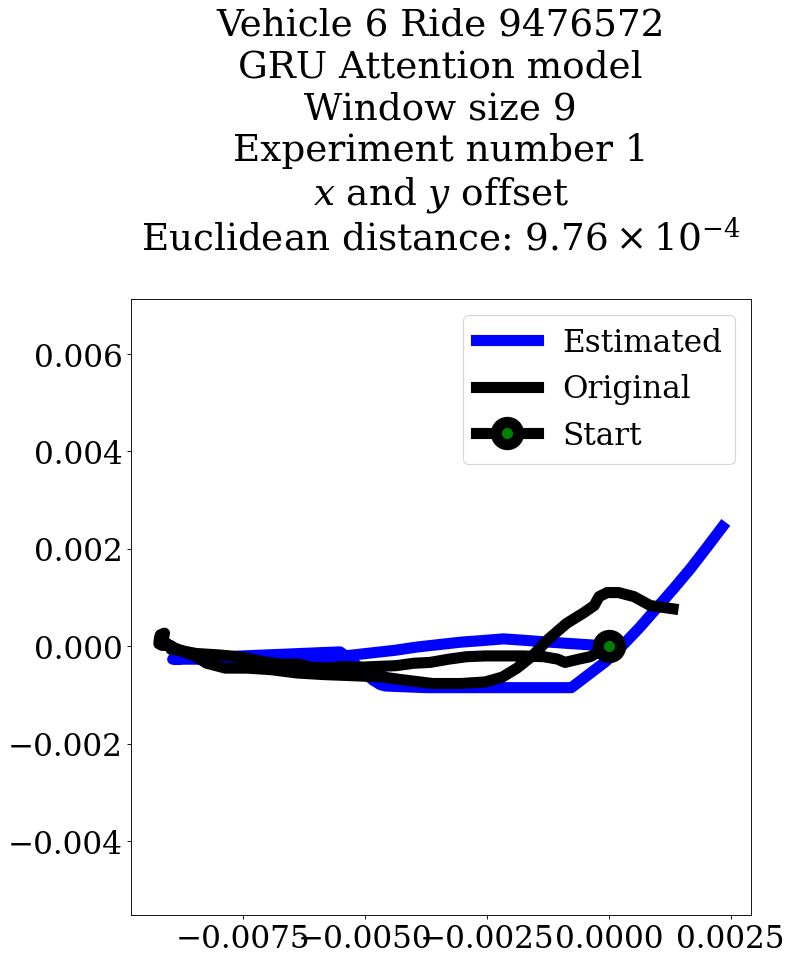 Vehicle 6 Ride 9476572
GRU Attention model
Window size 9
Experiment number 1
x and y offset
Euclidean distance: 9.76 × 10⁻⁴
Estimated
Original
Start
0.006
0.004
0.002
0.000
−0.002
−0.004
−0.0075 −0.0050 −0.0025 0.0000 0.0025